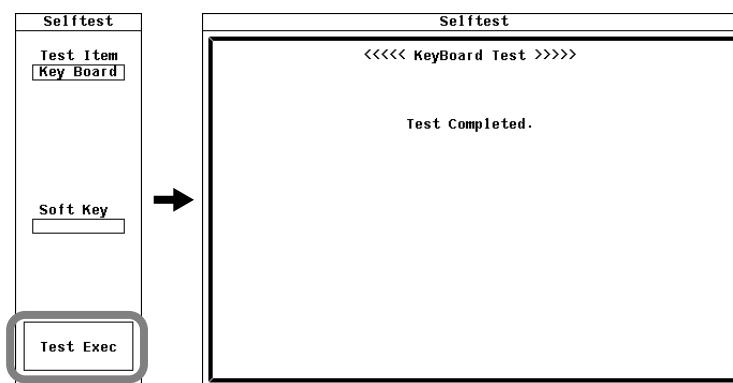 Selftest
Test Item
Key Board
Soft Key
Test Exec
Selftest
<<<<< KeyBoard Test >>>>>
Test Completed.